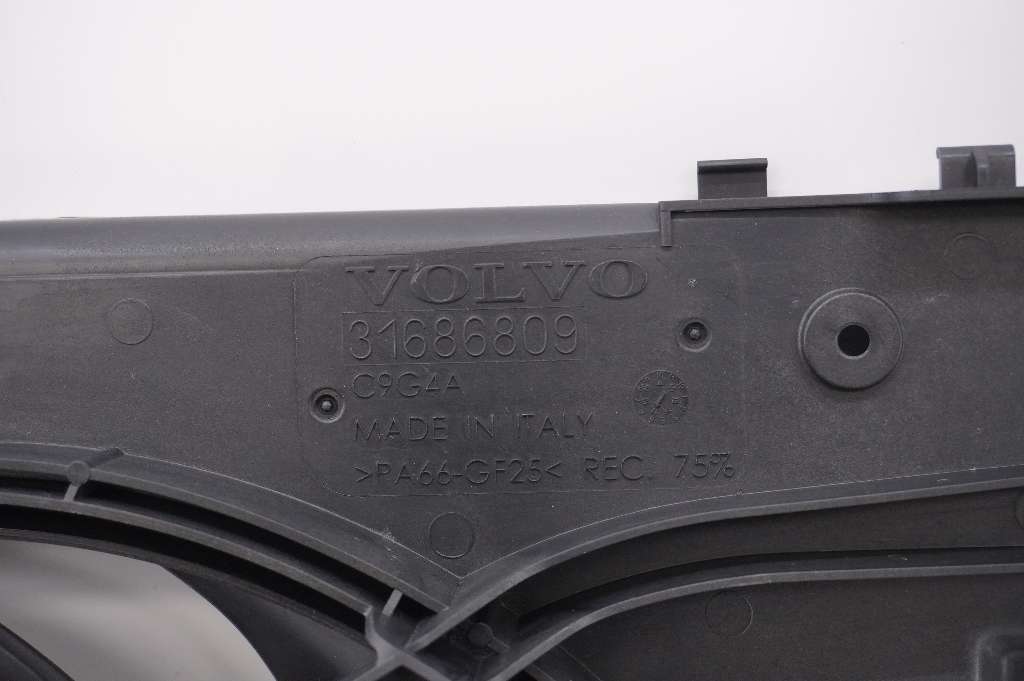 VOLVO
31686809
C9G4A
MADE IN ITALY
>PA66-GF25< REC. 75%